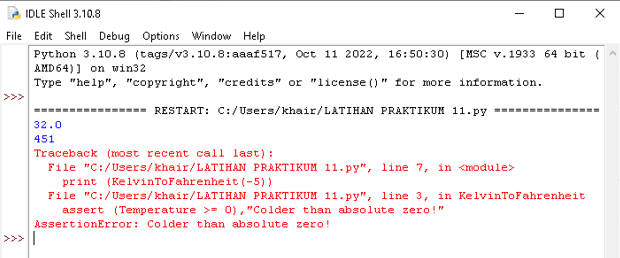 IDLE Shell 3.10.8
File Edit Shell Debug Options Window Help
Python 3.10.8 (tags/v3.10.8:aaaf517, Oct 11 2022, 16:50:30) [MSC v.1933 64 bit (
AMD64)] on win32
Type "help", "copyright", "credits" or "license()" for more information.
>>>
================ RESTART: C:/Users/khair/LATIHAN PRAKTIKUM 11.py ===============
32.0
451
Traceback (most recent call last):
  File "C:/Users/khair/LATIHAN PRAKTIKUM 11.py", line 7, in <module>
    print (KelvinToFahrenheit(-5))
  File "C:/Users/khair/LATIHAN PRAKTIKUM 11.py", line 3, in KelvinToFahrenheit
    assert (Temperature >= 0),"Colder than absolute zero!"
AssertionError: Colder than absolute zero!
>>>